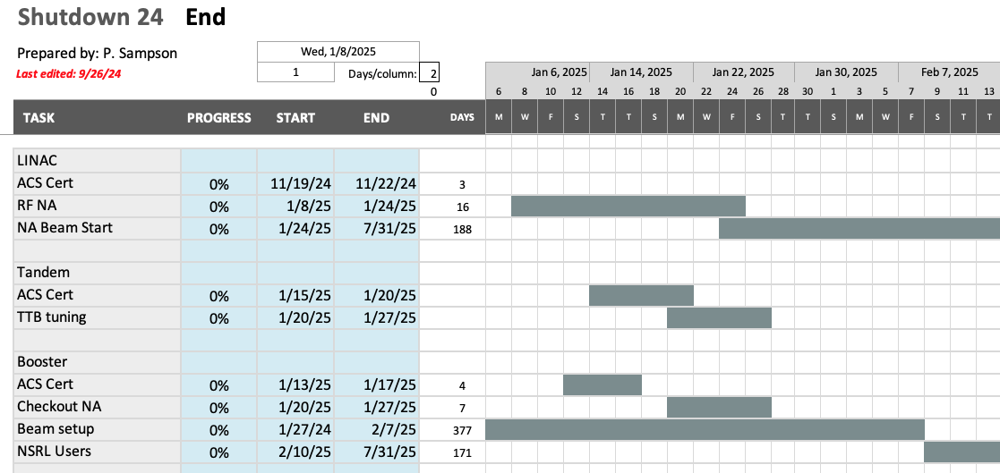 Shutdown 24 End
Prepared by: P. Sampson
Wed, 1/8/2025
Last edited: 9/26/24
1 Days/column: 2
Jan 6, 2025 Jan 14, 2025 Jan 22, 2025 Jan 30, 2025 Feb 7, 2025
0 6 8 10 12 14 16 18 20 22 24 26 28 30 1 3 5 7 9 11 13
TASK PROGRESS START END DAYS M W F S T T S M W F S T T S M W F S T T
LINAC
ACS Cert 0% 11/19/24 11/22/24 3
RF NA 0% 1/8/25 1/24/25 16
NA Beam Start 0% 1/24/25 7/31/25 188
Tandem
ACS Cert 0% 1/15/25 1/20/25
TTB tuning 0% 1/20/25 1/27/25
Booster
ACS Cert 0% 1/13/25 1/17/25 4
Checkout NA 0% 1/20/25 1/27/25 7
Beam setup 0% 1/27/24 2/7/25 377
NSRL Users 0% 2/10/25 7/31/25 171